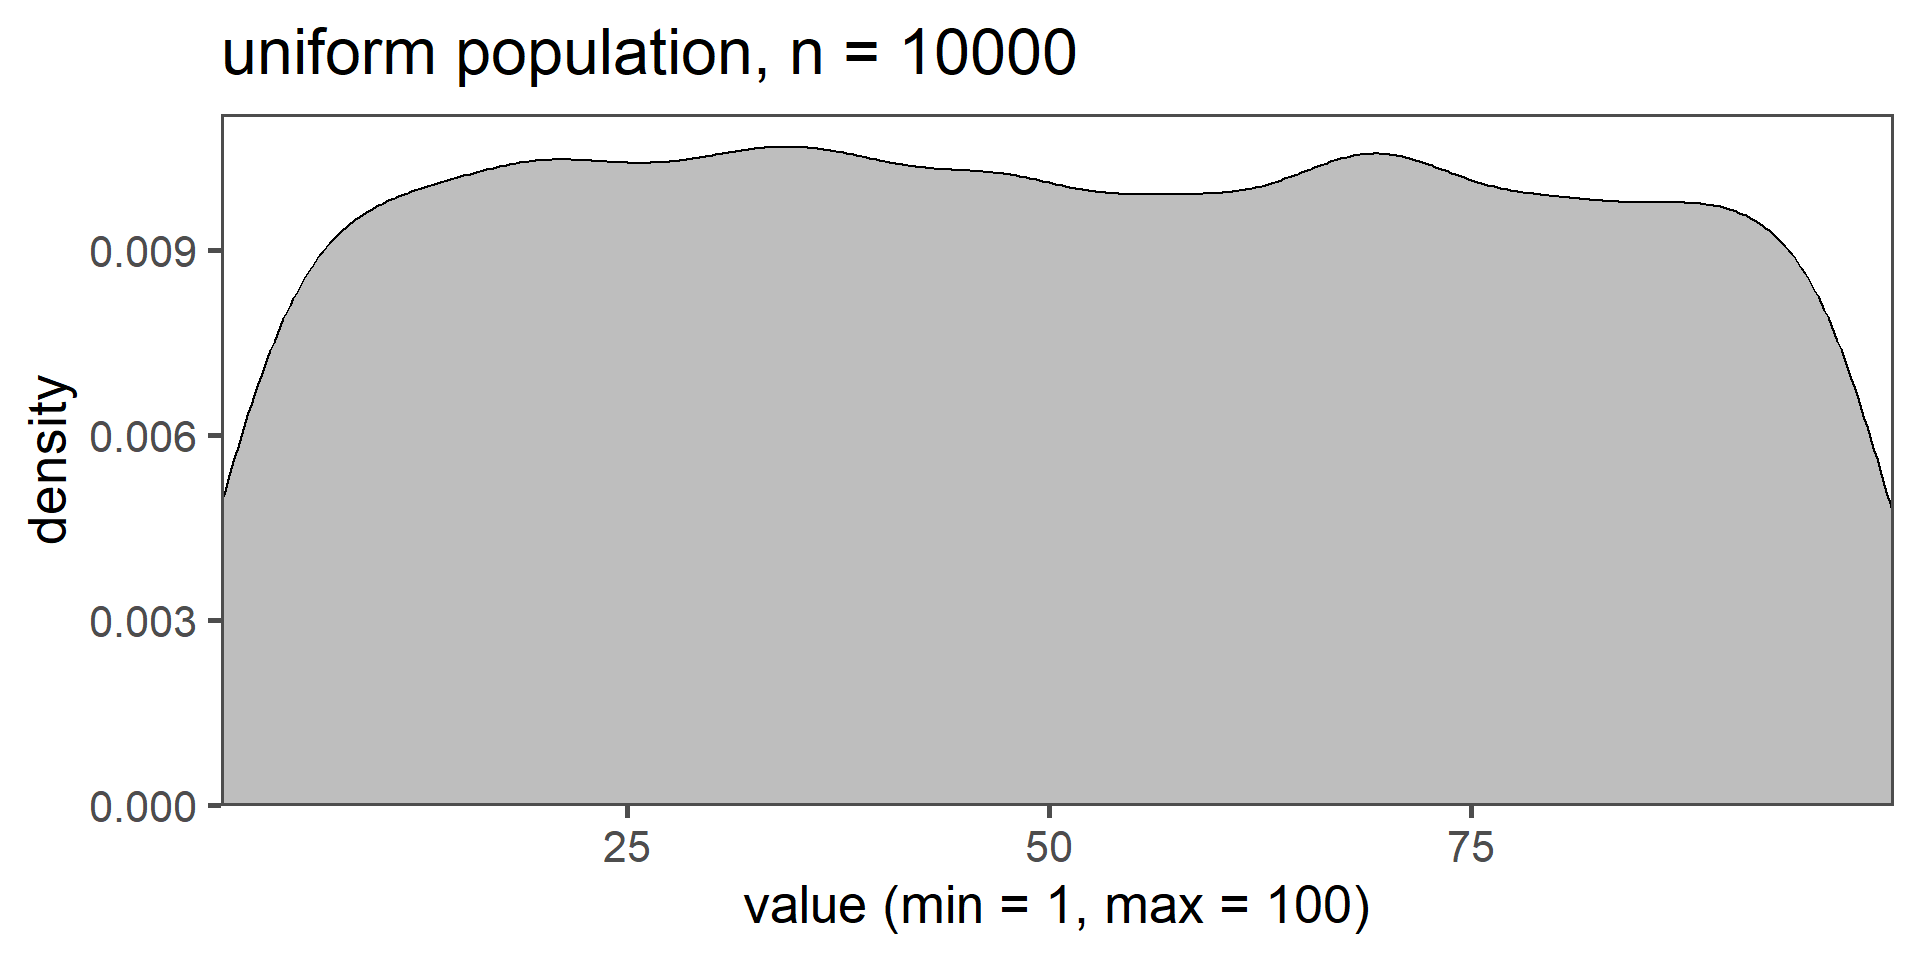 uniform population, n = 10000
density
0.009
0.006
0.003
0.000
25 50 75
value (min = 1, max = 100)